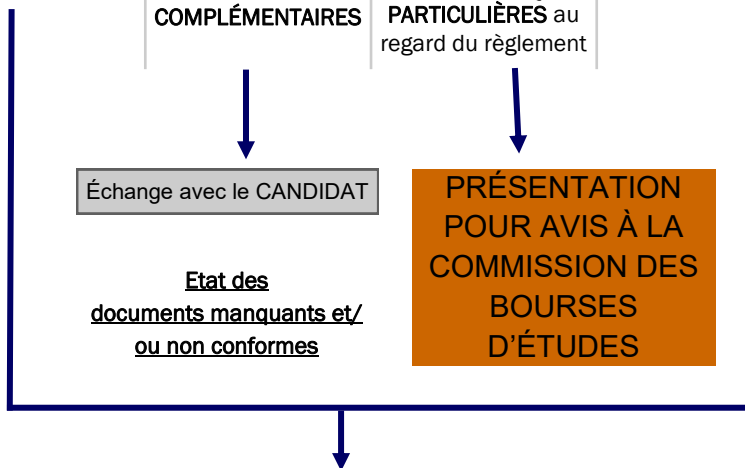 COMPLÉMENTAIRES
PARTICULIÈRES au
regard du règlement
Échange avec le CANDIDAT
Etat des
documents manquants et/
ou non conformes
PRÉSENTATION
POUR AVIS À LA
COMMISSION DES
BOURSES
D’ÉTUDES